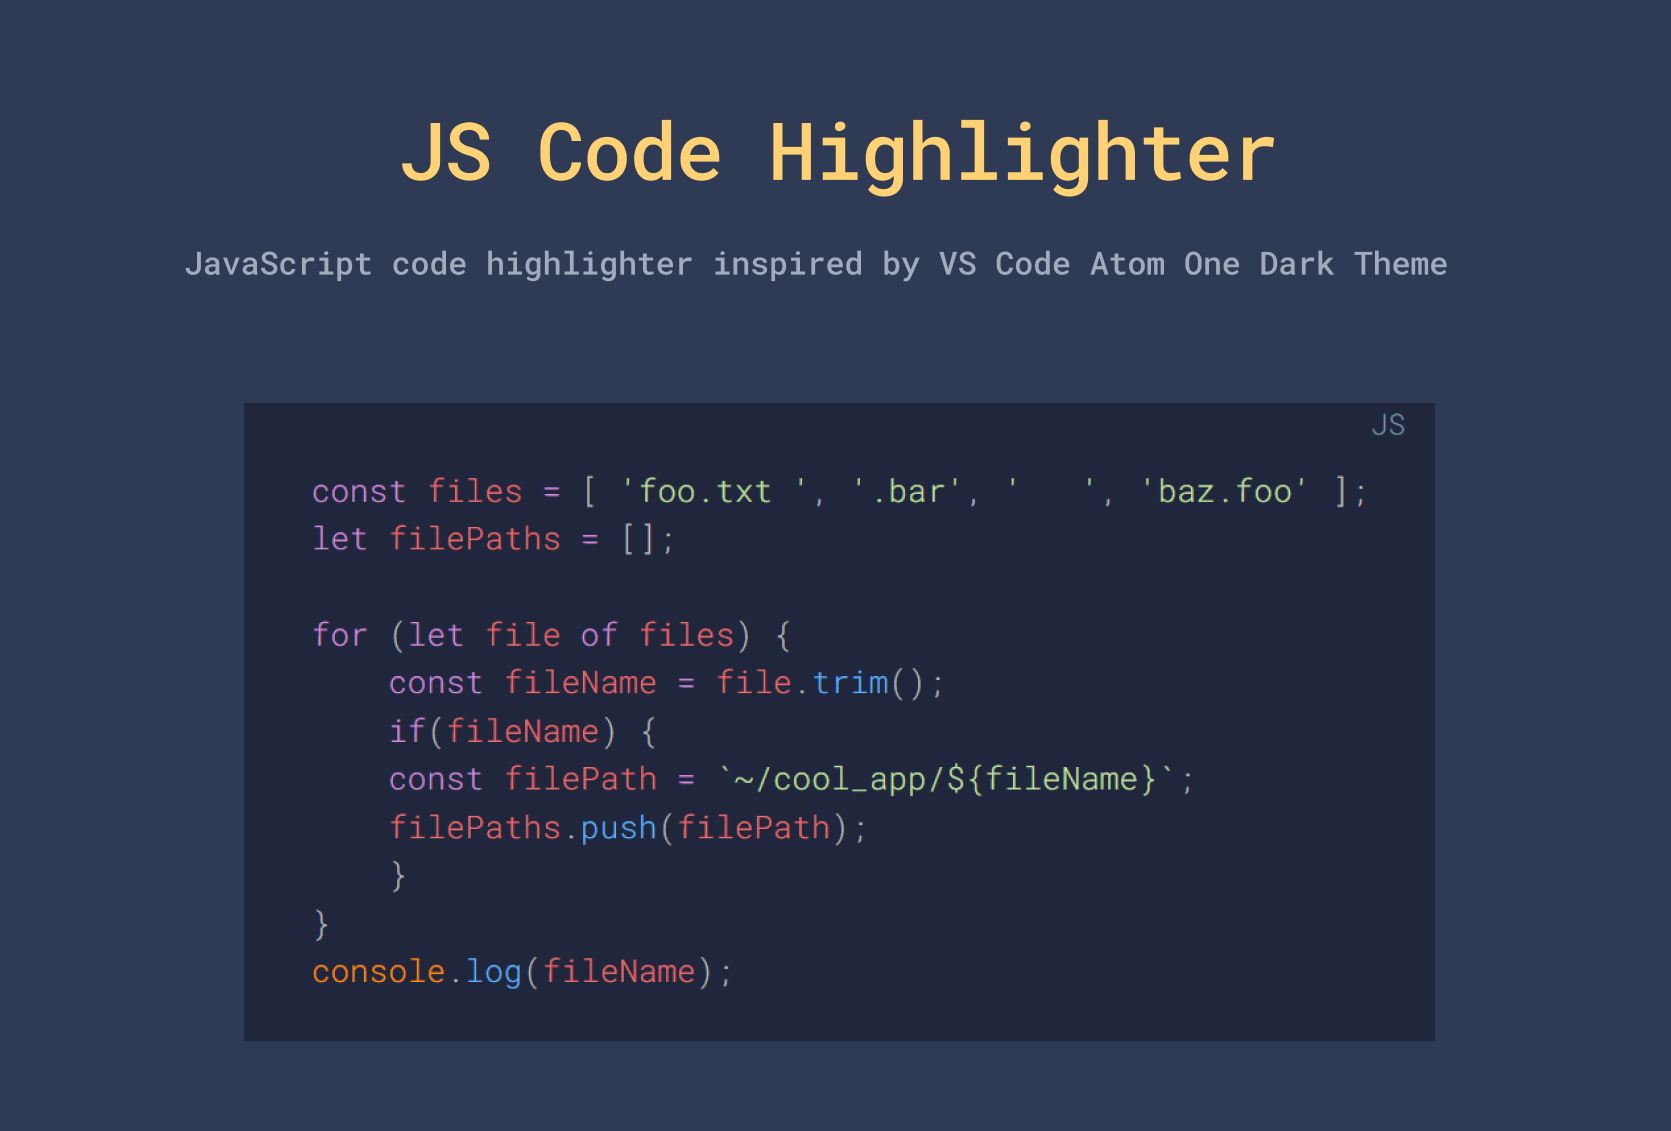 JS Code Highlighter
JavaScript code highlighter inspired by VS Code Atom One Dark Theme
JS
const files = [ 'foo.txt ', '.bar', '   ', 'baz.foo' ];
let filePaths = [];

for (let file of files) {
    const fileName = file.trim();
    if(fileName) {
    const filePath = `~/cool_app/${fileName}`;
    filePaths.push(filePath);
    }
}
console.log(fileName);